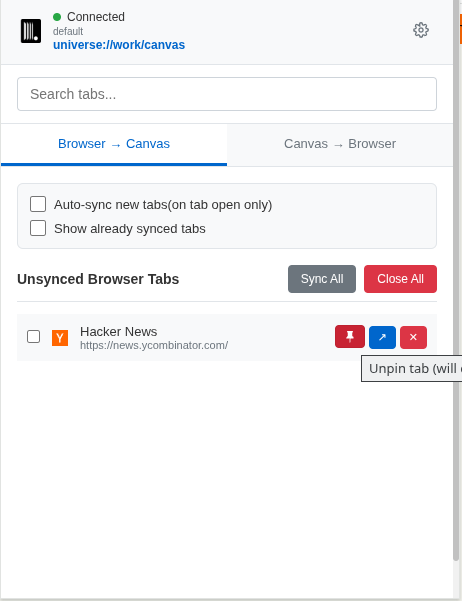 Connected
default
universe://work/canvas
Search tabs...
Browser → Canvas
Canvas → Browser
Auto-sync new tabs(on tab open only)
Show already synced tabs
Unsynced Browser Tabs
Sync All
Close All
Y
Hacker News
https://news.ycombinator.com/
Unpin tab (will